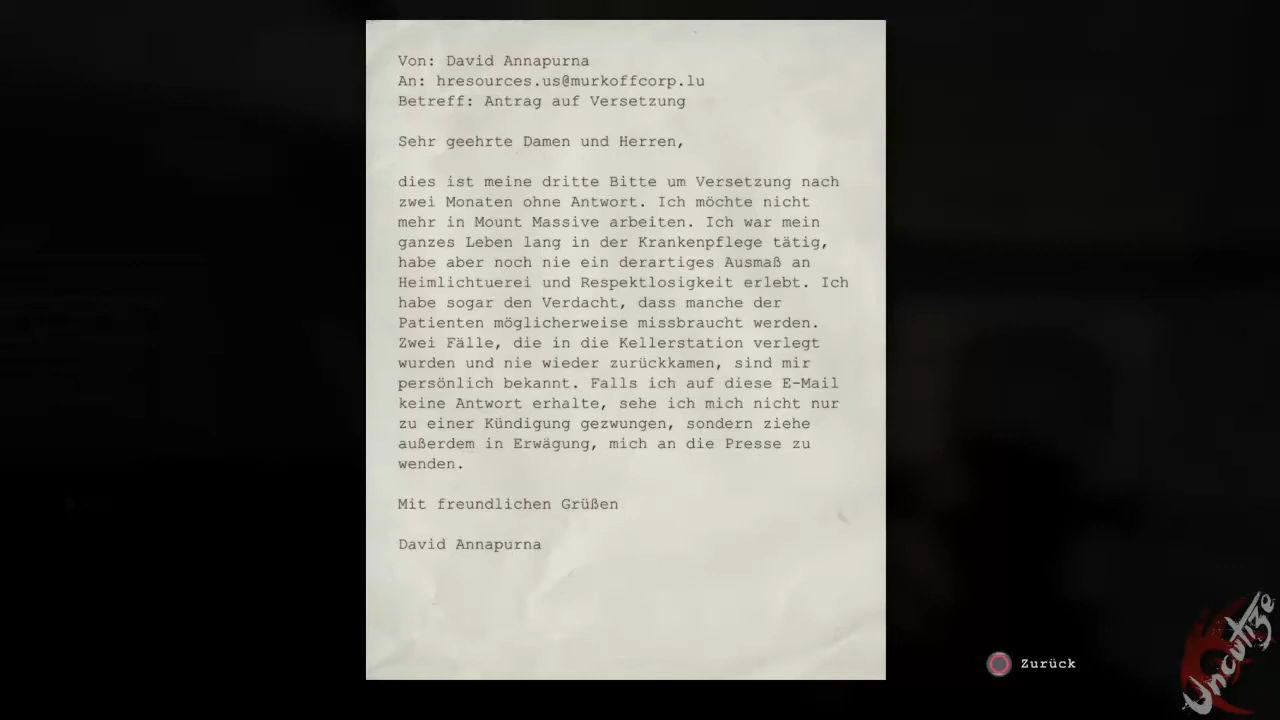 Von: David Annapurna
An: hresources.us@murkoffcorp.lu
Betreff: Antrag auf Versetzung
Sehr geehrte Damen und Herren,
dies ist meine dritte Bitte um Versetzung nach
zwei Monaten ohne Antwort. Ich möchte nicht
mehr in Mount Massive arbeiten. Ich war mein
ganzes Leben lang in der Krankenpflege tätig,
habe aber noch nie ein derartiges Ausmaß an
Heimlichtuerei und Respektlosigkeit erlebt. Ich
habe sogar den Verdacht, dass manche der
Patienten möglicherweise missbraucht werden.
Zwei Fälle, die in die Kellerstation verlegt
wurden und nie wieder zurückkamen, sind mir
persönlich bekannt. Falls ich auf diese E-Mail
keine Antwort erhalte, sehe ich mich nicht nur
zu einer Kündigung gezwungen, sondern ziehe
außerdem in Erwägung, mich an die Presse zu
wenden.
Mit freundlichen Grüßen
David Annapurna
Zurück
Uncutize